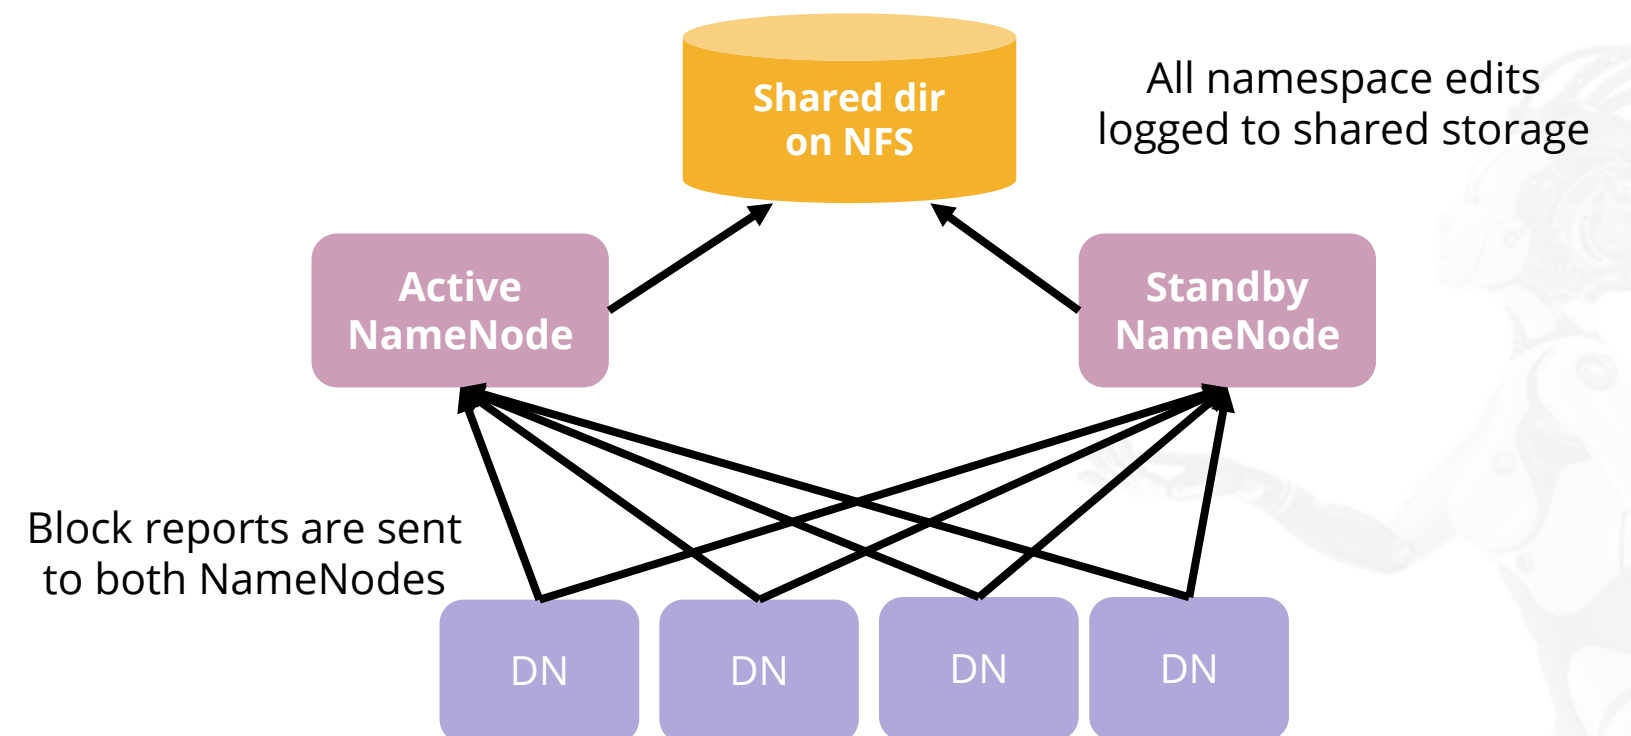 Shared dir
on NFS
All namespace edits
logged to shared storage
Active
NameNode
Standby
NameNode
Block reports are sent
to both NameNodes
DN
DN
DN
DN